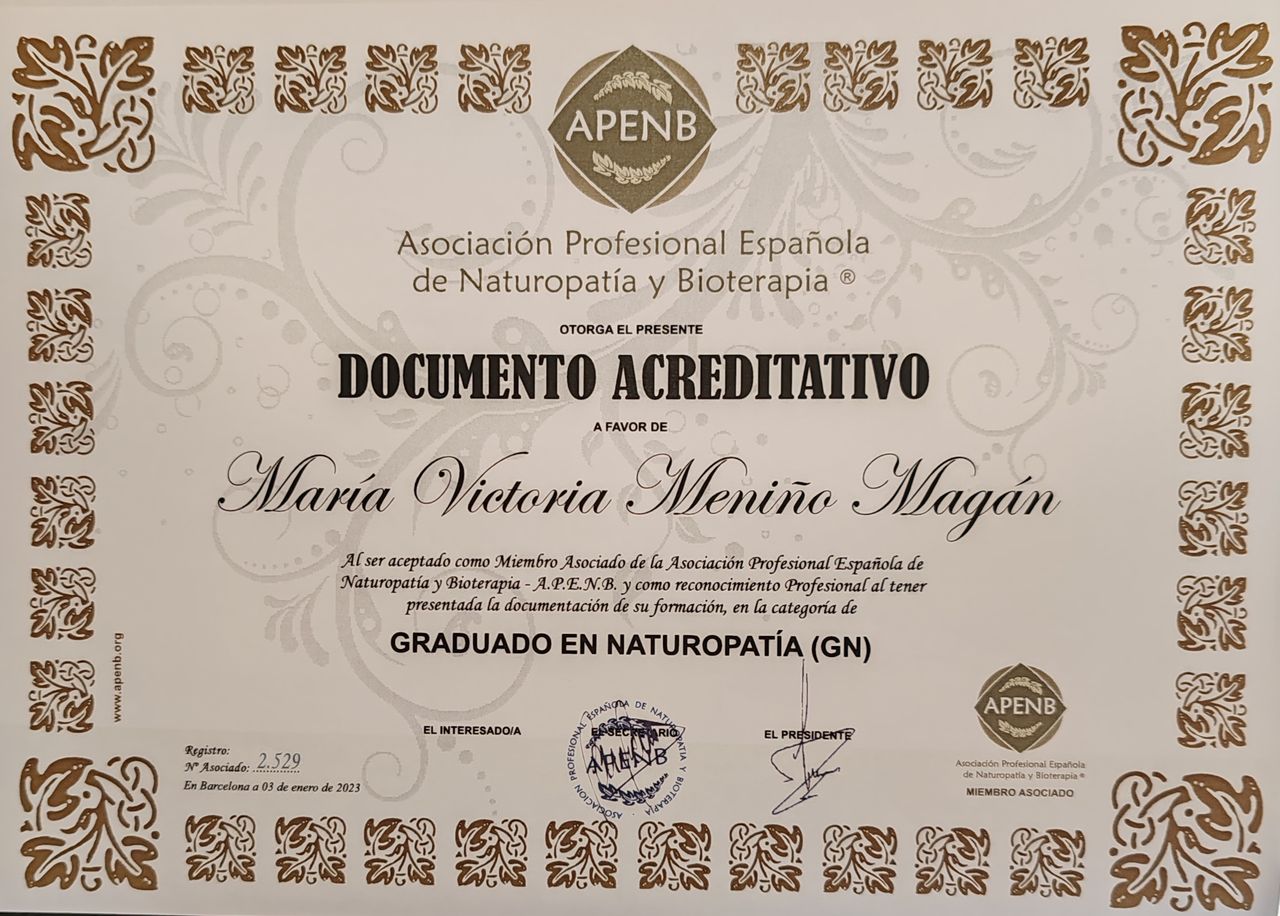 APENB
Asociación Profesional Española
de Naturopatía y Bioterapia ®
OTORGA EL PRESENTE
DOCUMENTO ACREDITATIVO
A FAVOR DE
María Victoria Meniño Magán
Al ser aceptado como Miembro Asociado de la Asociación Profesional Española de
Naturopatía y Bioterapia - A.P.E.N.B. y como reconocimiento Profesional al tener
presentada la documentación de su formación, en la categoría de
GRADUADO EN NATUROPATÍA (GN)
www.apenb.org
EL INTERESADO/A
EL SECRETARIO
EL PRESIDENTE
ASOCIACION PROFESIONAL ESPAÑOLA DE NATUROPATIA Y BIOTERAPIA
APENB
Registro:
Nº Asociado: 2.529
En Barcelona a 03 de enero de 2023
APENB
Asociación Profesional Española
de Naturopatía y Bioterapia ®
MIEMBRO ASOCIADO